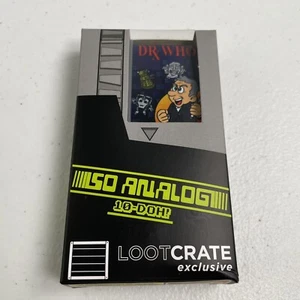 DR WHO
SO ANALOG
10-DOH!
LOOTCRATE
exclusive